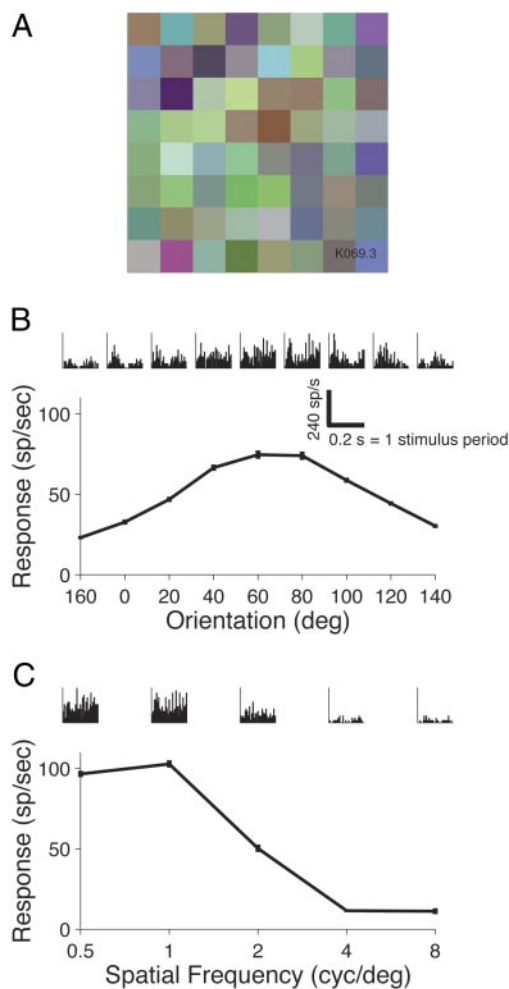 A
K069.3
B
240 sp/s
0.2 s = 1 stimulus period
Response (sp/sec)
100
50
0
160 0 20 40 60 80 100 120 140
Orientation (deg)
C
Response (sp/sec)
100
50
0
0.5 1 2 4 8
Spatial Frequency (cyc/deg)